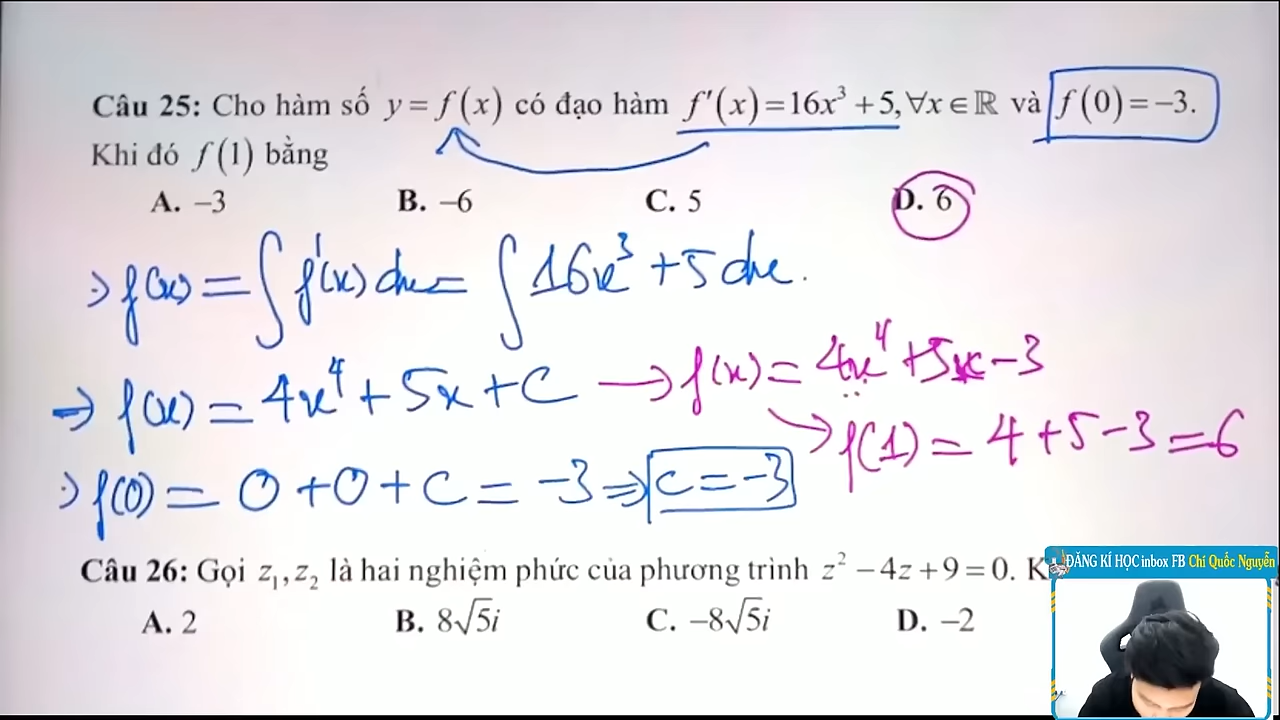 Câu 25: Cho hàm số y = f(x) có đạo hàm f'(x) = 16x³ + 5, ∀x ∈ ℝ và f(0) = −3.
Khi đó f(1) bằng
A. −3 B. −6 C. 5 D. 6
⇒ f(x) = ∫ f'(x) dx = ∫ 16x³ + 5 dx.
⇒ f(x) = 4x⁴ + 5x + C → f(x) = 4x⁴ + 5x − 3
→ f(1) = 4 + 5 − 3 = 6
⇒ f(0) = 0 + 0 + C = −3 ⇒ C = −3
Câu 26: Gọi z₁, z₂ là hai nghiệm phức của phương trình z² − 4z + 9 = 0.
A. 2 B. 8√5i C. −8√5i D. −2
ĐĂNG KÍ HỌC inbox FB Chí Quốc Nguyễn